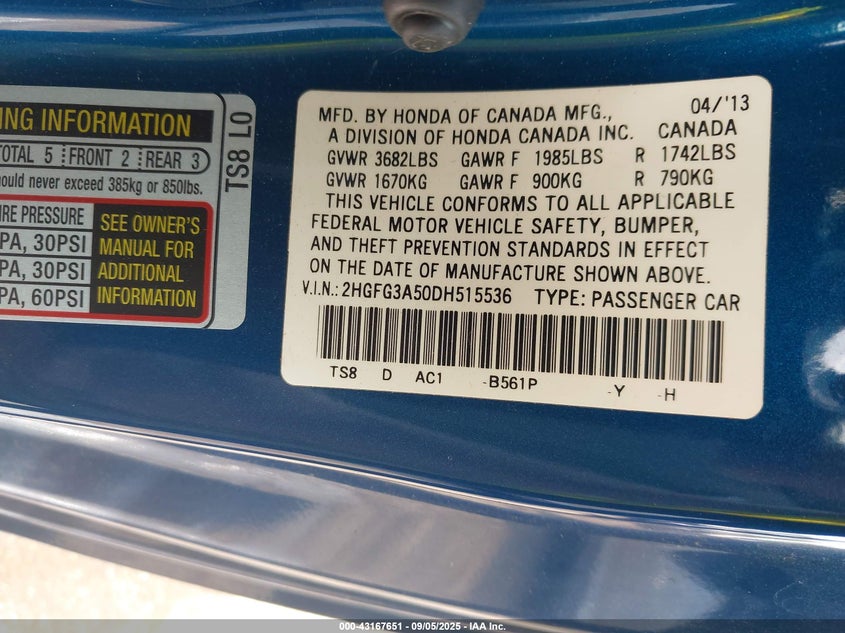 NG INFORMATION
TOTAL 5 FRONT 2 REAR 3
should never exceed 385kg or 850lbs.
IRE PRESSURE
PA, 30PSI
PA, 30PSI
PA, 60PSI
SEE OWNER'S
MANUAL FOR
ADDITIONAL
INFORMATION
TS8 L0
MFD. BY HONDA OF CANADA MFG., 04/'13
A DIVISION OF HONDA CANADA INC. CANADA
GVWR 3682LBS GAWR F 1985LBS R 1742LBS
GVWR 1670KG GAWR F 900KG R 790KG
THIS VEHICLE CONFORMS TO ALL APPLICABLE
FEDERAL MOTOR VEHICLE SAFETY, BUMPER,
AND THEFT PREVENTION STANDARDS IN EFFECT
ON THE DATE OF MANUFACTURE SHOWN ABOVE.
V.I.N.: 2HGFG3A50DH515536 TYPE: PASSENGER CAR
TS8 D AC1 -B561P -Y -H
000-43167651 - 09/05/2025 - IAA Inc.